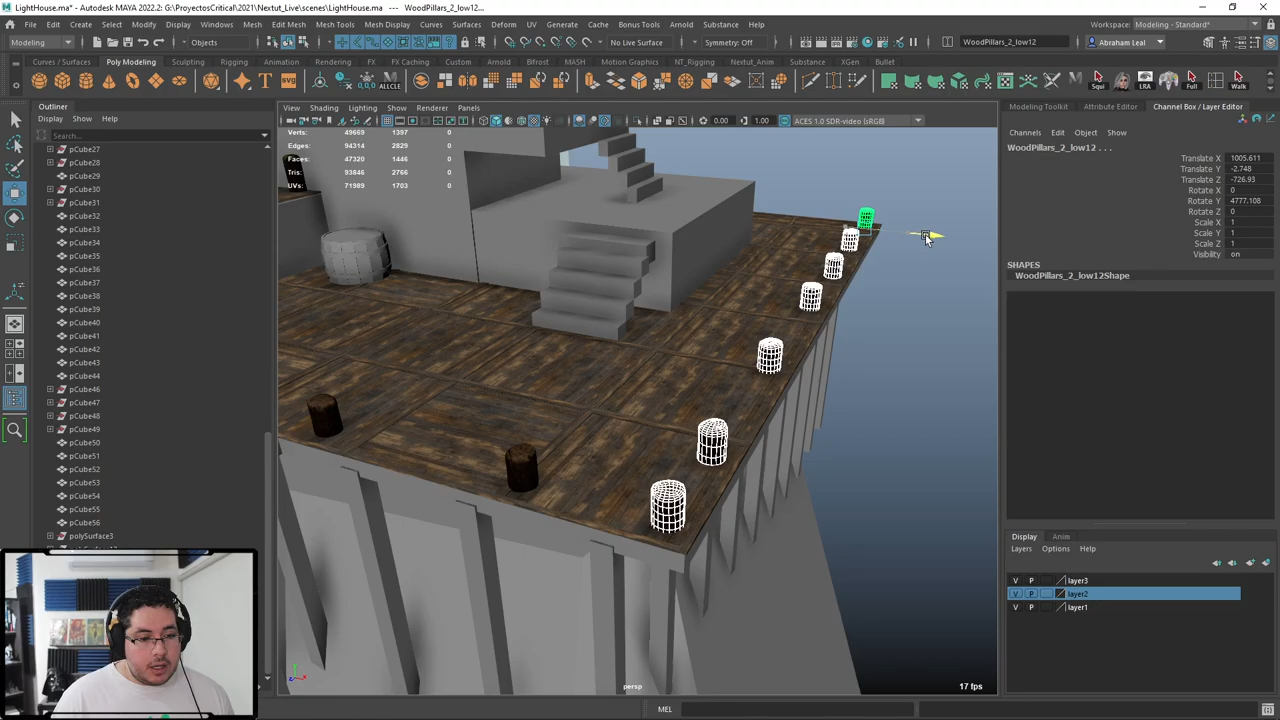 LightHouse.ma* - Autodesk MAYA 2022.2: G:\ProyectosCritical\2021\Nextut_Live\scenes\LightHouse.ma --- WoodPillars_2_low12...
File Edit Create Select Modify Display Windows Mesh Edit Mesh Mesh Tools Mesh Display Curves Surfaces Deform UV Generate Cache Bonus Tools Arnold Substance Help
Workspace: Modeling - Standard*
Modeling Objects No Live Surface Symmetry: Off WoodPillars_2_low12 Abraham Leal
Curves / Surfaces Poly Modeling Sculpting Rigging Animation Rendering FX FX Caching Custom Arnold Bifrost MASH Motion Graphics NT_Rigging Nextut_Anim Substance XGen Bullet
ALLCLE Squi LRA Full Walk
Outliner
Display Show Help
Search...
pCube27
pCube28
pCube29
pCube30
pCube31
pCube32
pCube33
pCube34
pCube35
pCube36
pCube37
pCube38
pCube39
pCube40
pCube41
pCube42
pCube43
pCube44
pCube46
pCube47
pCube48
pCube49
pCube50
pCube51
pCube52
pCube53
pCube54
pCube55
pCube56
polySurface3
View Shading Lighting Show Renderer Panels
0.00 1.00 ACES 1.0 SDR-video (sRGB)
Verts: 49669 1397 0
Edges: 94314 2829 0
Faces: 47320 1446 0
Tris: 93846 2766 0
UVs: 71989 1703 0
persp
17 fps
Modeling Toolkit Attribute Editor Channel Box / Layer Editor
Channels Edit Object Show
WoodPillars_2_low12 . . .
Translate X 1005.611
Translate Y -2.748
Translate Z -726.93
Rotate X 0
Rotate Y 4777.108
Rotate Z 0
Scale X 1
Scale Y 1
Scale Z 1
Visibility on
SHAPES
WoodPillars_2_low12Shape
Display Anim
Layers Options Help
V P layer3
V P layer2
V P layer1
MEL